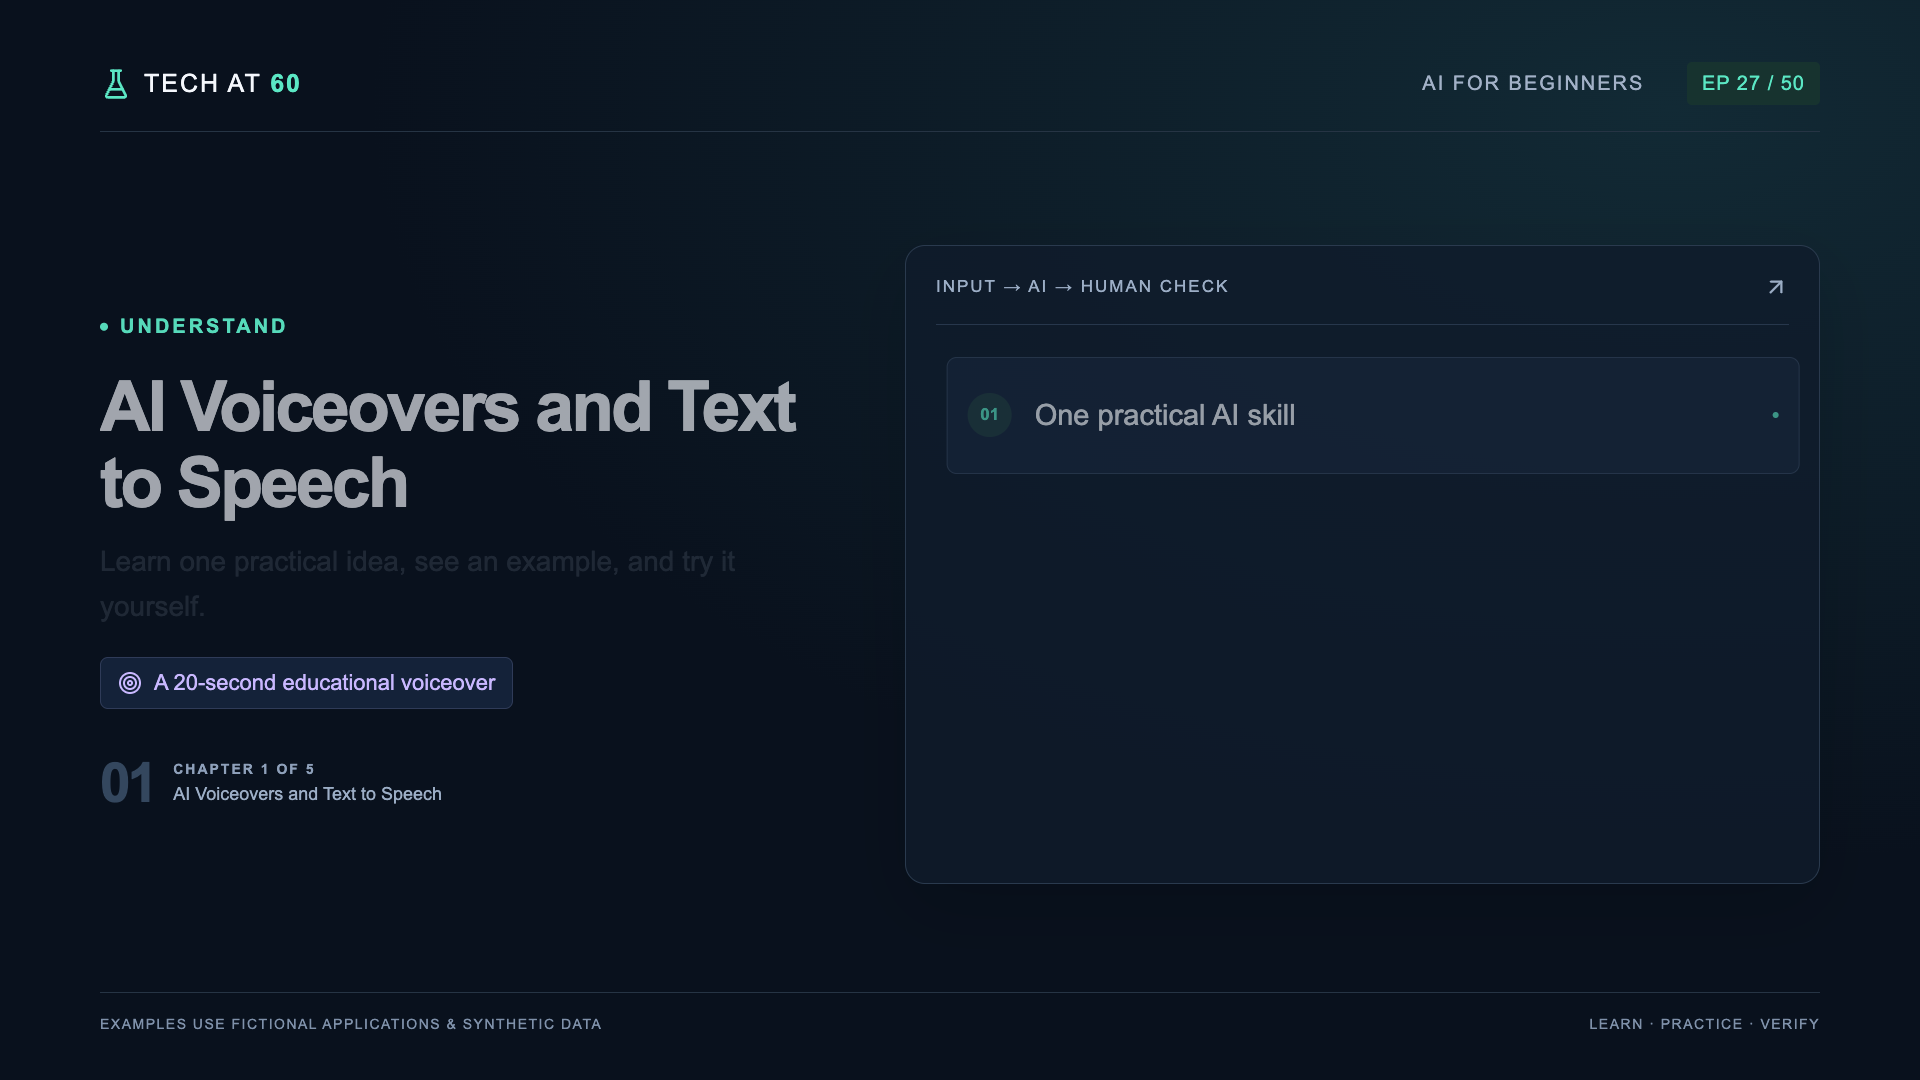 TECH AT 60
AI FOR BEGINNERS
EP 27 / 50
UNDERSTAND
AI Voiceovers and Text
to Speech
Learn one practical idea, see an example, and try it
yourself.
A 20-second educational voiceover
01
CHAPTER 1 OF 5
AI Voiceovers and Text to Speech
INPUT → AI → HUMAN CHECK
01
One practical AI skill
EXAMPLES USE FICTIONAL APPLICATIONS & SYNTHETIC DATA
LEARN · PRACTICE · VERIFY